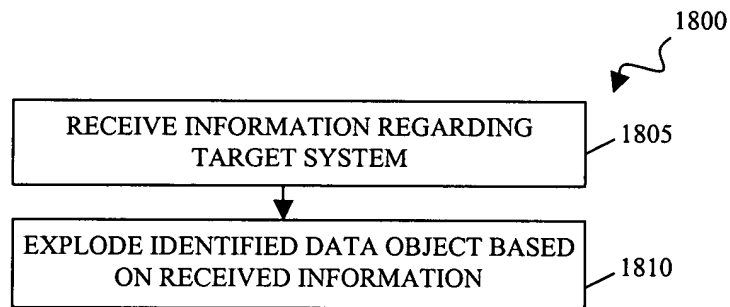 1800
RECEIVE INFORMATION REGARDING
TARGET SYSTEM
1805
EXPLODE IDENTIFIED DATA OBJECT BASED
ON RECEIVED INFORMATION
1810